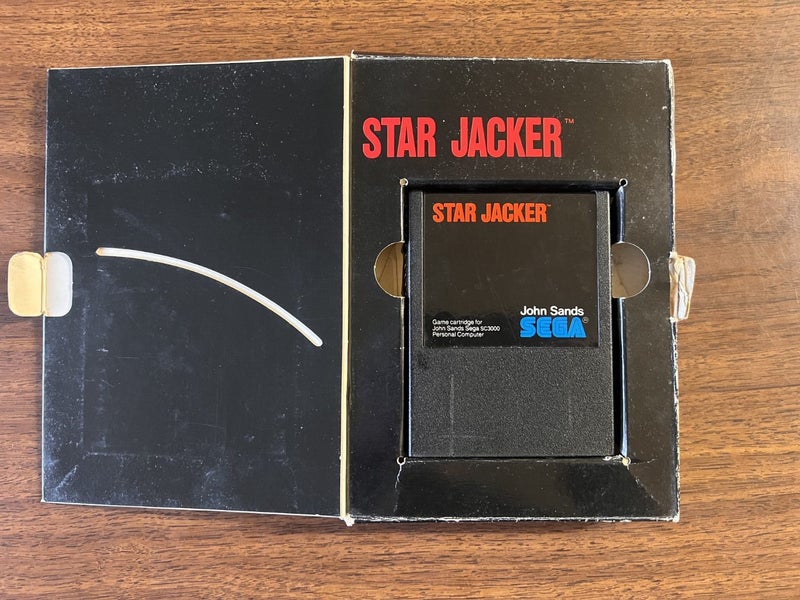 STAR JACKER™
STAR JACKER™
John Sands
SEGA®
Game cartridge for
John Sands Sega SC3000
Personal Computer